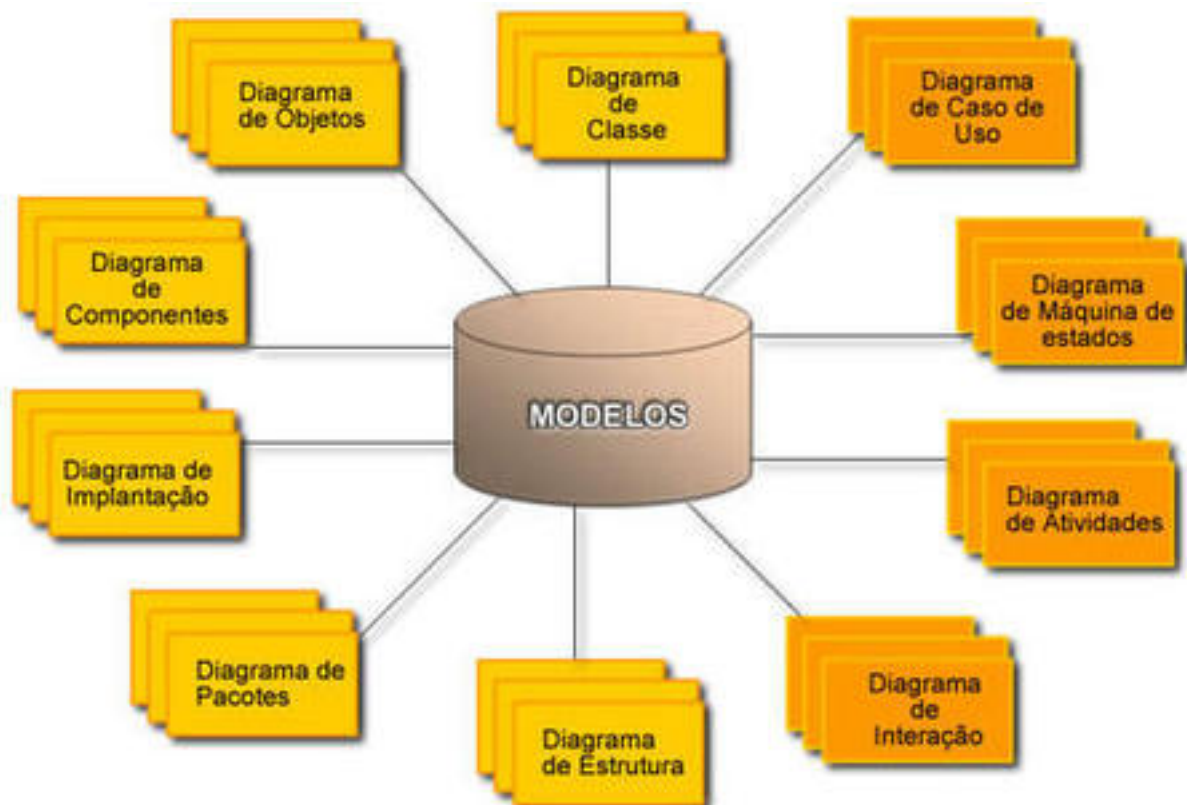 Diagrama
de Objetos
Diagrama
de
Classe
Diagrama
de Caso de
Uso
Diagrama
de
Componentes
Diagrama
de Máquina de
estados
MODELOS
Diagrama de
Implantação
Diagrama
de Atividades
Diagrama de
Pacotes
Diagrama
de Estrutura
Diagrama
de
Interação